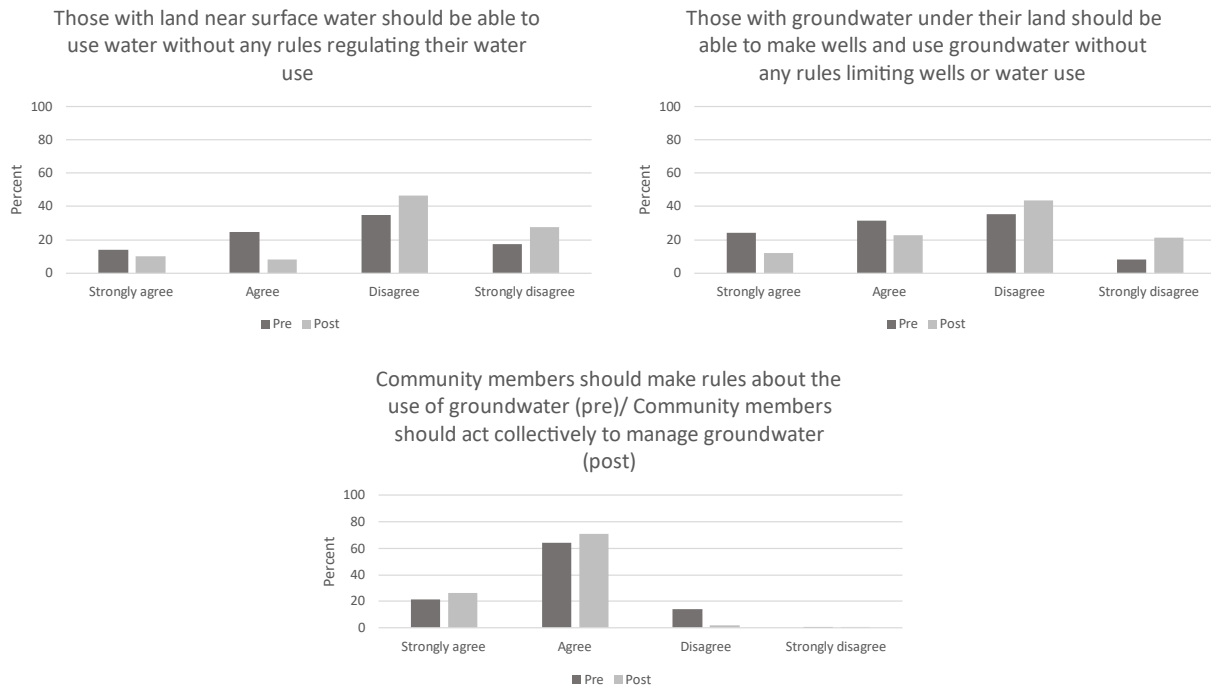 Those with land near surface water should be able to
use water without any rules regulating their water
use
100
80
60
40
20
0
Percent
Strongly agree
Agree
Disagree
Strongly disagree
Pre
Post
Those with groundwater under their land should be
able to make wells and use groundwater without
any rules limiting wells or water use
100
80
60
40
20
0
Percent
Strongly agree
Agree
Disagree
Strongly disagree
Pre
Post
Community members should make rules about the
use of groundwater (pre)/ Community members
should act collectively to manage groundwater
(post)
100
80
60
40
20
0
Percent
Strongly agree
Agree
Disagree
Strongly disagree
Pre
Post